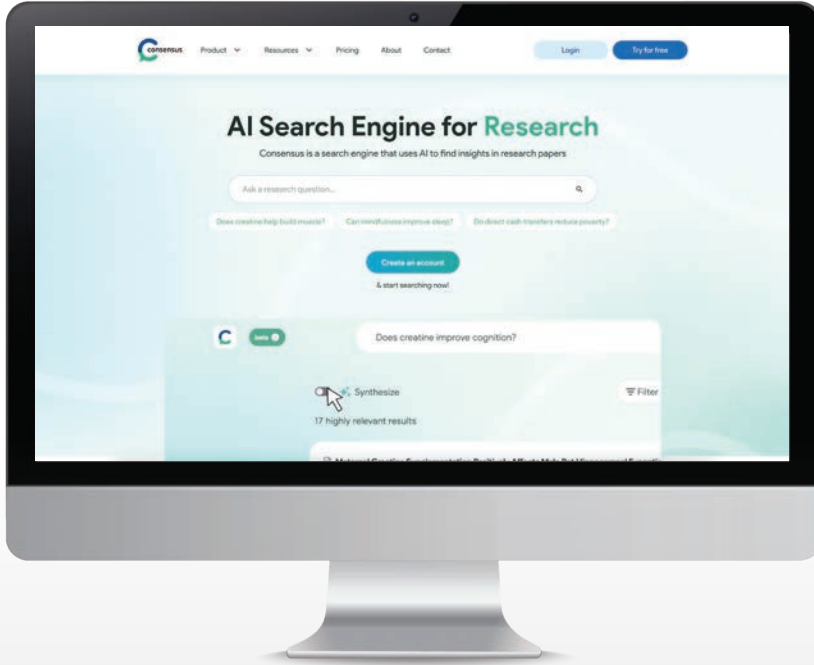 consensus Product Resources Pricing About Contact Login Try for free
AI Search Engine for Research
Consensus is a search engine that uses AI to find insights in research papers
Ask a research question...
Does creatine help build muscle? Can mindfulness improve sleep? Do direct cash transfers reduce poverty?
Create an account
& start searching now!
C beta Does creatine improve cognition?
Synthesize Filter
17 highly relevant results